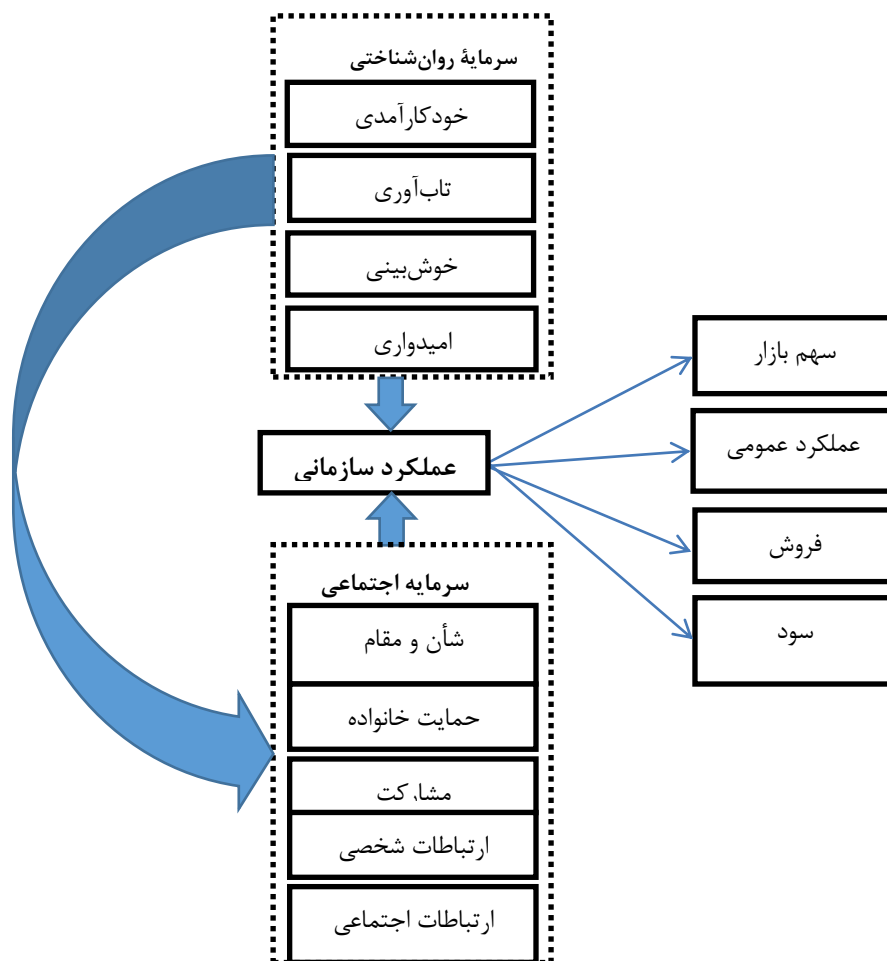 سرمایۀ روان‌شناختی
خودکارآمدی
تاب‌آوری
خوش‌بینی
امیدواری
سهم بازار
عملکرد عمومی
عملکرد سازمانی
فروش
سود
سرمایه اجتماعی
شأن و مقام
حمایت خانواده
مشارکت
ارتباطات شخصی
ارتباطات اجتماعی